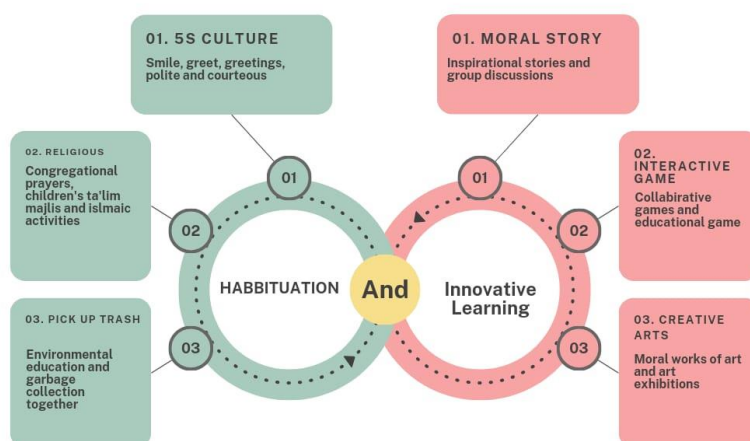 01. 5S CULTURE
Smile, greet, greetings,
polite and courteous
01. MORAL STORY
Inspirational stories and
group discussions
02. RELIGIOUS
Congregational
prayers,
children's ta'lim
majlis and islmaic
activities
02.
INTERACTIVE
GAME
Collabirative
games and
educational game
03. PICK UP TRASH
Environmental
education and
garbage
collection
together
03. CREATIVE
ARTS
Moral works of art
and art
exhibitions
01
02
03
HABBITUATION
And
Innovative
Learning
01
02
03